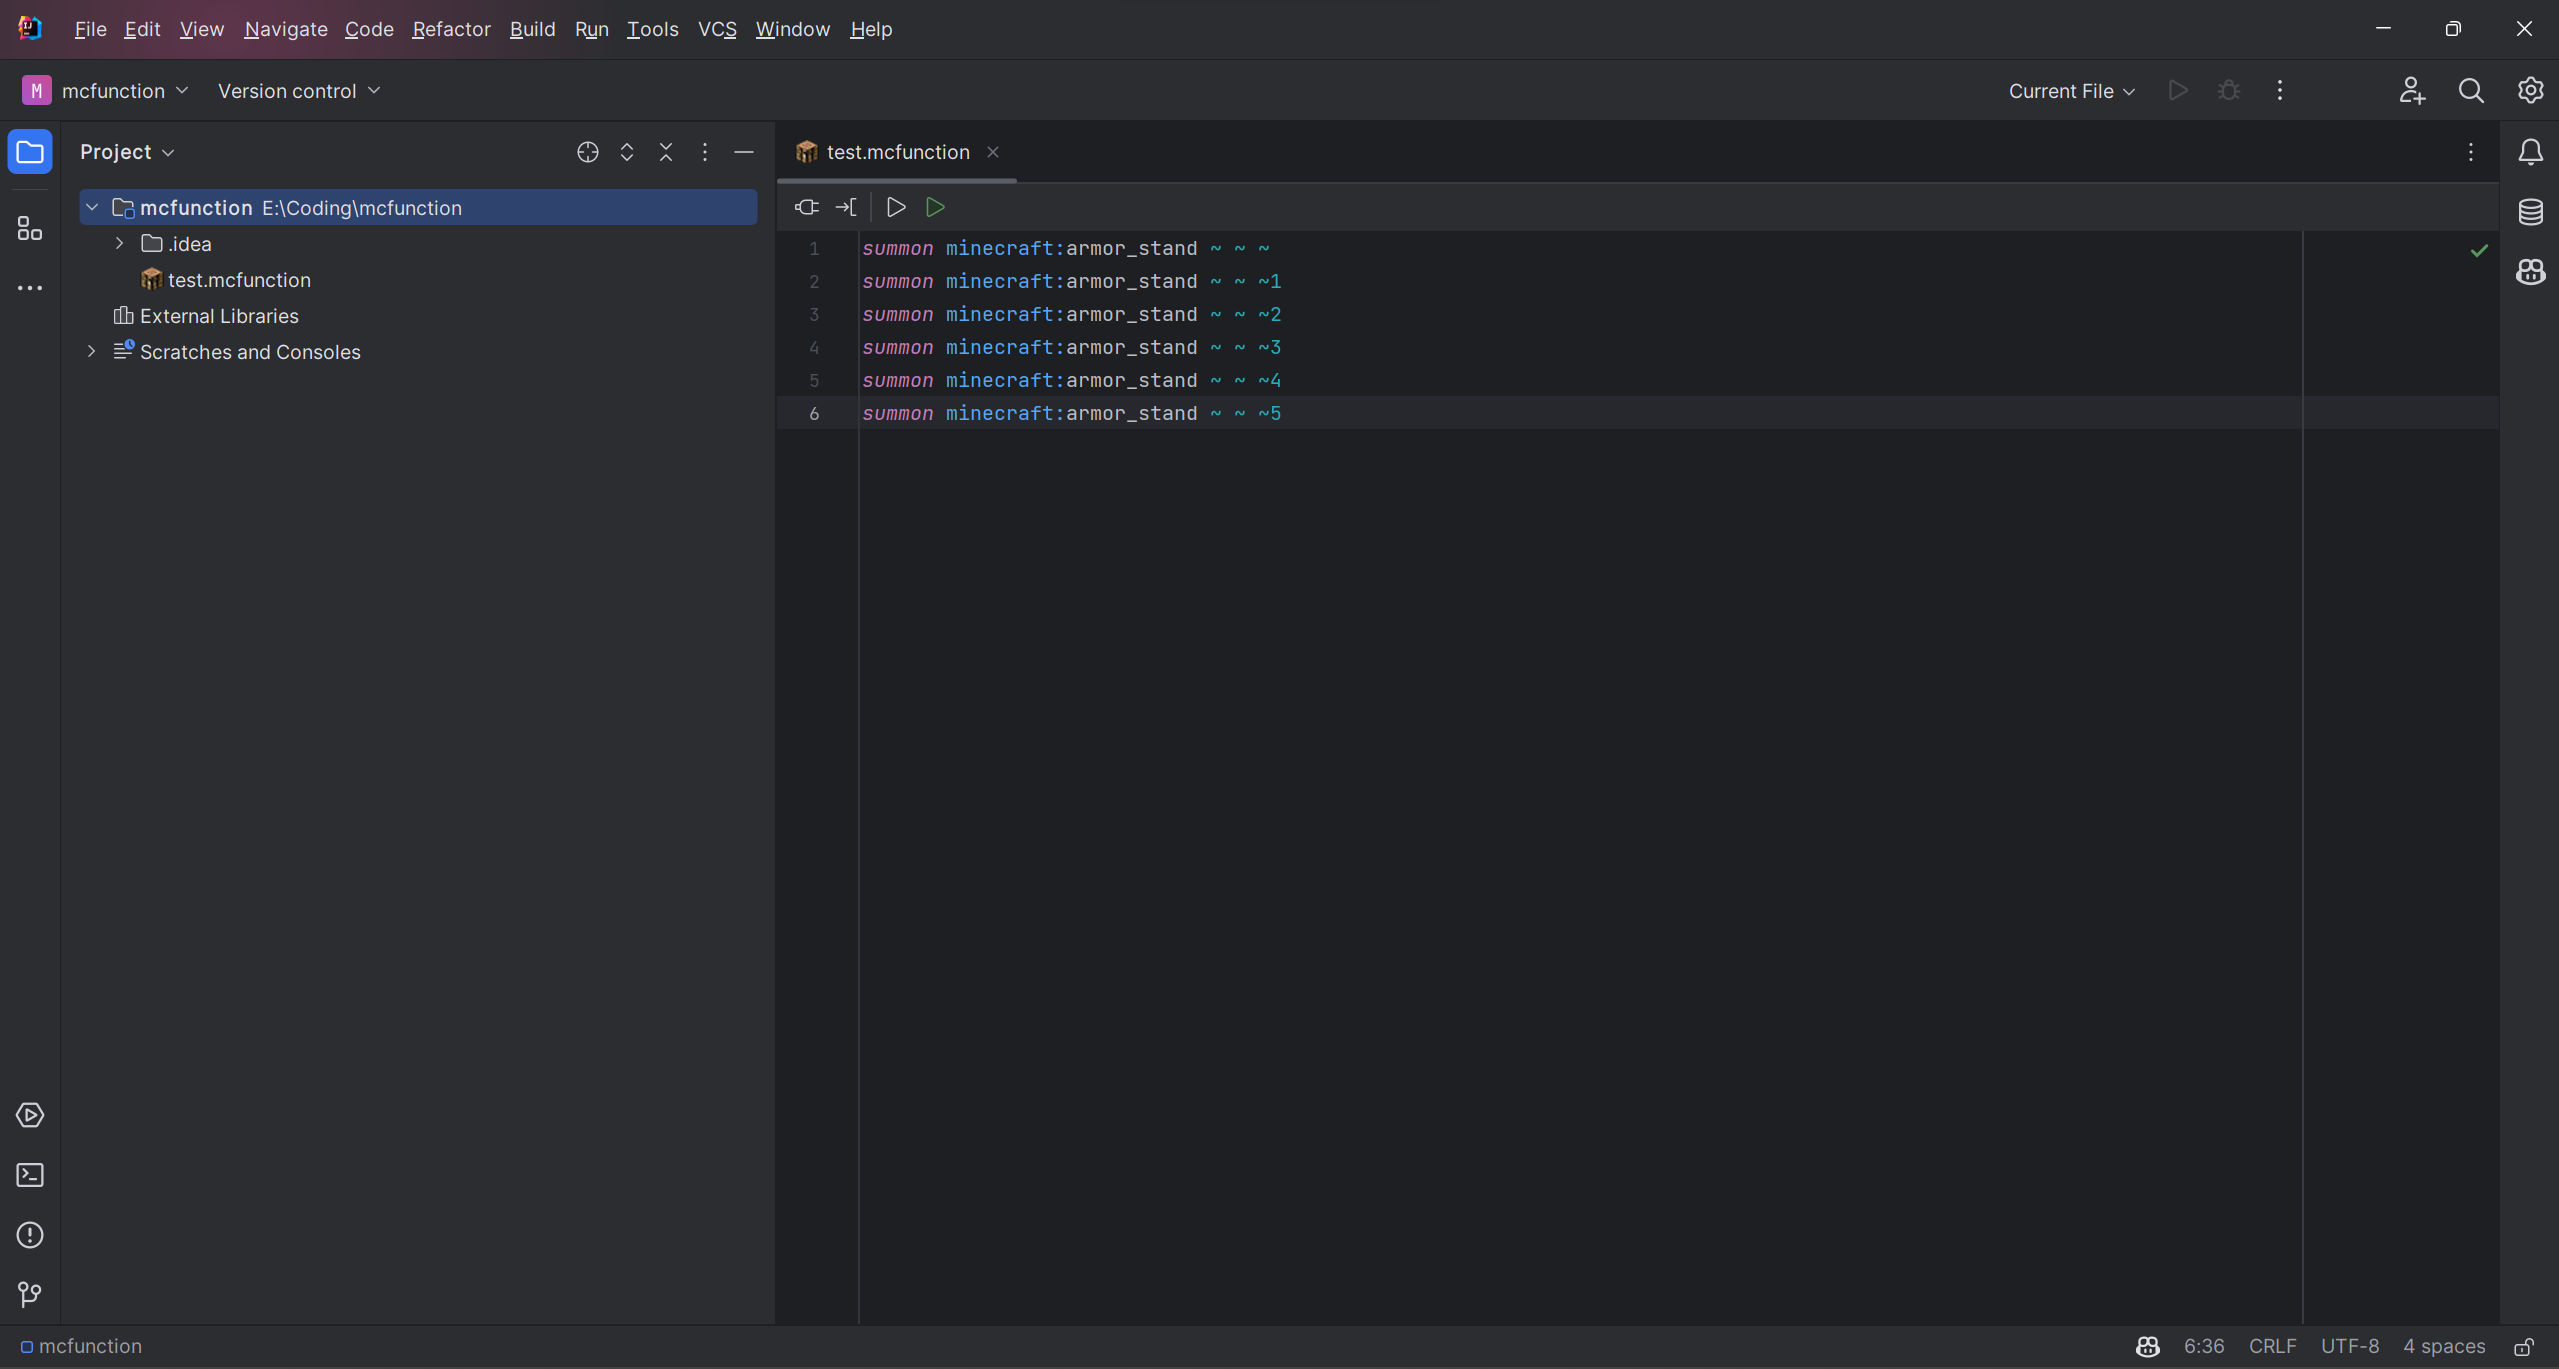 File Edit View Navigate Code Refactor Build Run Tools VCS Window Help
M mcfunction Version control Current File
Project
test.mcfunction
mcfunction E:\Coding\mcfunction
.idea
test.mcfunction
External Libraries
Scratches and Consoles
1 summon minecraft:armor_stand ~ ~ ~
2 summon minecraft:armor_stand ~ ~ ~1
3 summon minecraft:armor_stand ~ ~ ~2
4 summon minecraft:armor_stand ~ ~ ~3
5 summon minecraft:armor_stand ~ ~ ~4
6 summon minecraft:armor_stand ~ ~ ~5
mcfunction 6:36 CRLF UTF-8 4 spaces